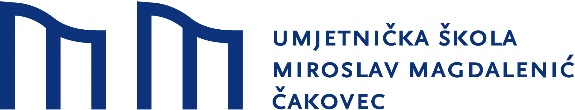 UMJETNIČKA ŠKOLA
MIROSLAV MAGDALENIĆ
ČAKOVEC